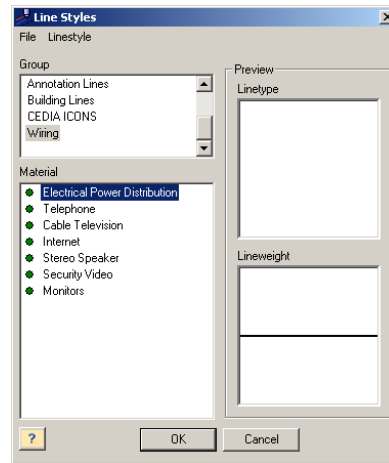 Line Styles
File Linestyle
Group
Annotation Lines
Building Lines
CEDIA ICONS
Wiring
Material
Electrical Power Distribution
Telephone
Cable Television
Internet
Stereo Speaker
Security Video
Monitors
Preview
Linetype
Lineweight
?
OK
Cancel